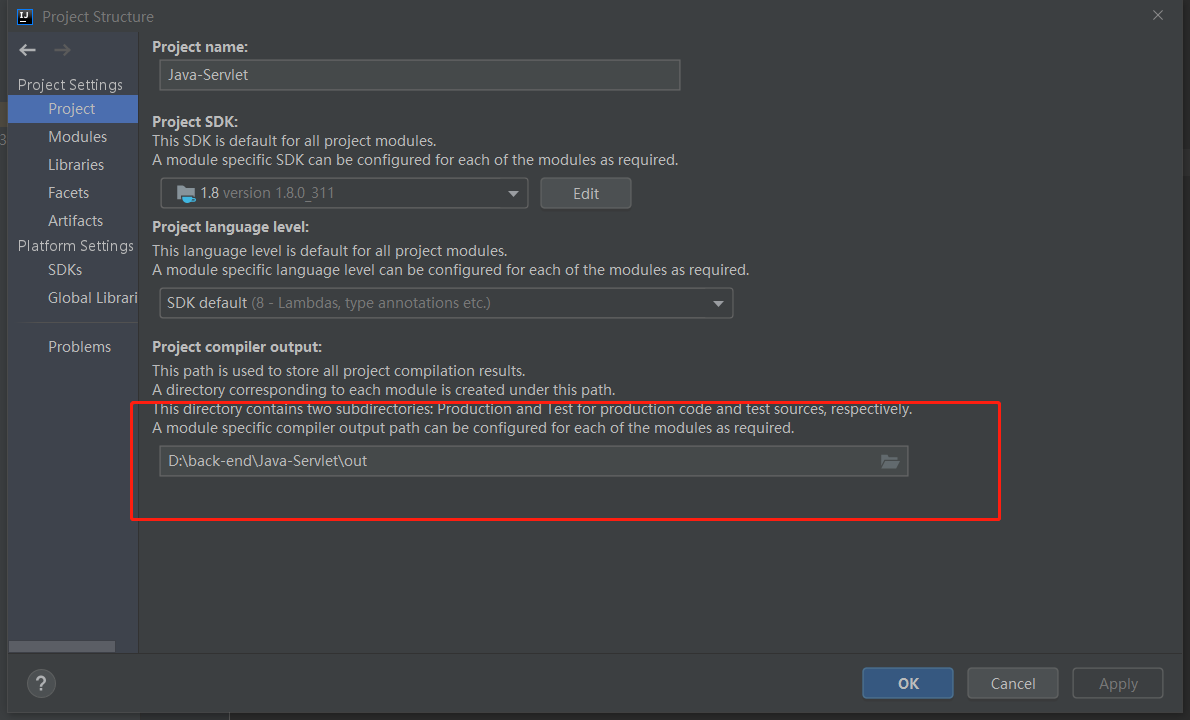 IJ
Project Structure
Project Settings
Project
Modules
Libraries
Facets
Artifacts
Platform Settings
SDKs
Global Librari
Problems
Project name:
Java-Servlet
Project SDK:
This SDK is default for all project modules.
A module specific SDK can be configured for each of the modules as required.
1.8 version 1.8.0_311
Edit
Project language level:
This language level is default for all project modules.
A module specific language level can be configured for each of the modules as required.
SDK default (8 - Lambdas, type annotations etc.)
Project compiler output:
This path is used to store all project compilation results.
A directory corresponding to each module is created under this path.
This directory contains two subdirectories: Production and Test for production code and test sources, respectively.
A module specific compiler output path can be configured for each of the modules as required.
D:\back-end\Java-Servlet\out
?
OK
Cancel
Apply
3